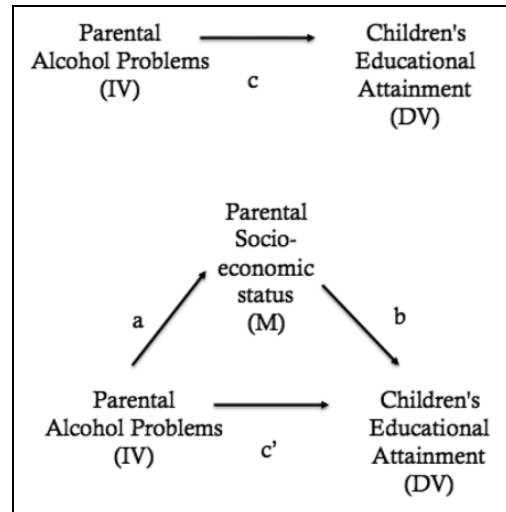 Parental
Alcohol Problems
(IV)
c
Children's
Educational
Attainment
(DV)
Parental
Socio-
economic
status
(M)
a
b
Parental
Alcohol Problems
(IV)
c’
Children's
Educational
Attainment
(DV)